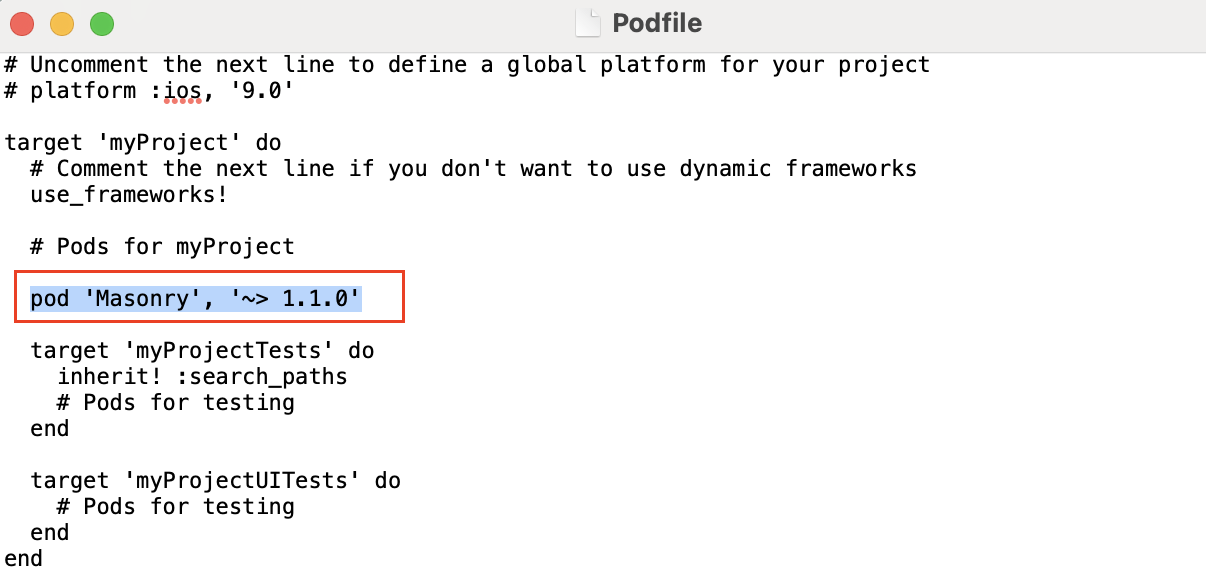 Podfile
# Uncomment the next line to define a global platform for your project
# platform :ios, '9.0'
target 'myProject' do
# Comment the next line if you don't want to use dynamic frameworks
use_frameworks!
# Pods for myProject
pod 'Masonry', '~> 1.1.0'
target 'myProjectTests' do
inherit! :search_paths
# Pods for testing
end
target 'myProjectUITests' do
# Pods for testing
end
end